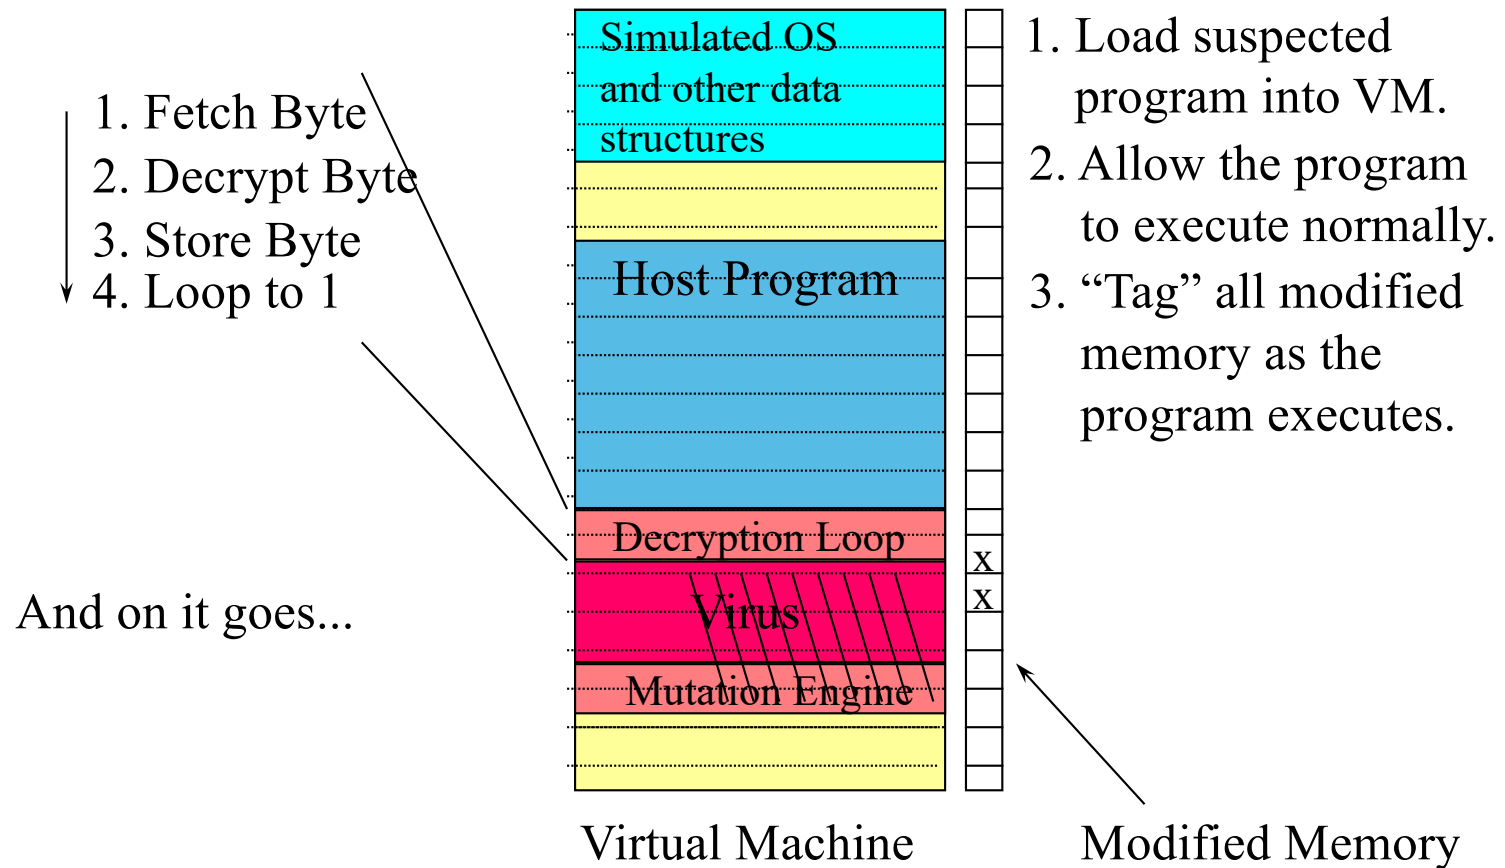 1. Fetch Byte
2. Decrypt Byte
3. Store Byte
4. Loop to 1
And on it goes...
Simulated OS
and other data
structures
Host Program
Decryption Loop
Virus
Mutation Engine
Virtual Machine
x
x
1. Load suspected
program into VM.
2. Allow the program
to execute normally.
3. “Tag” all modified
memory as the
program executes.
Modified Memory